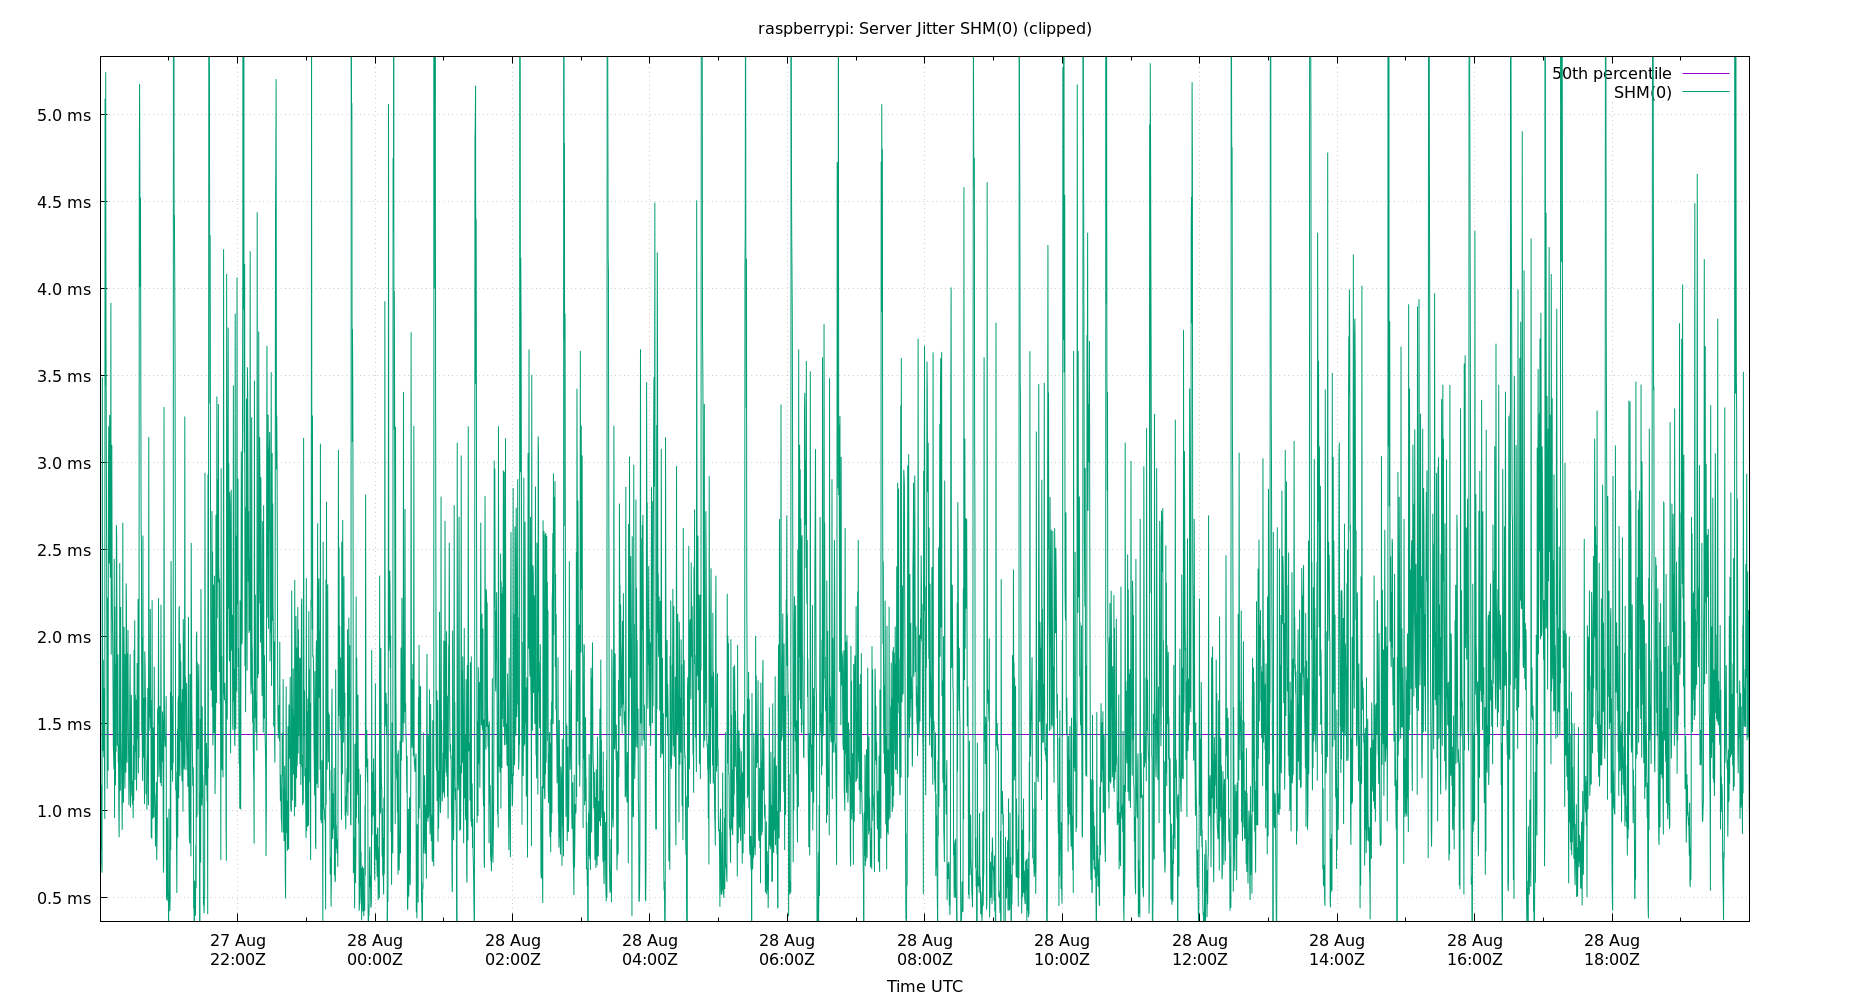 raspberrypi: Server Jitter SHM(0) (clipped)
50th percentile
SHM(0)
5.0 ms
4.5 ms
4.0 ms
3.5 ms
3.0 ms
2.5 ms
2.0 ms
1.5 ms
1.0 ms
0.5 ms
27 Aug
22:00Z
28 Aug
00:00Z
28 Aug
02:00Z
28 Aug
04:00Z
28 Aug
06:00Z
28 Aug
08:00Z
28 Aug
10:00Z
28 Aug
12:00Z
28 Aug
14:00Z
28 Aug
16:00Z
28 Aug
18:00Z
Time UTC